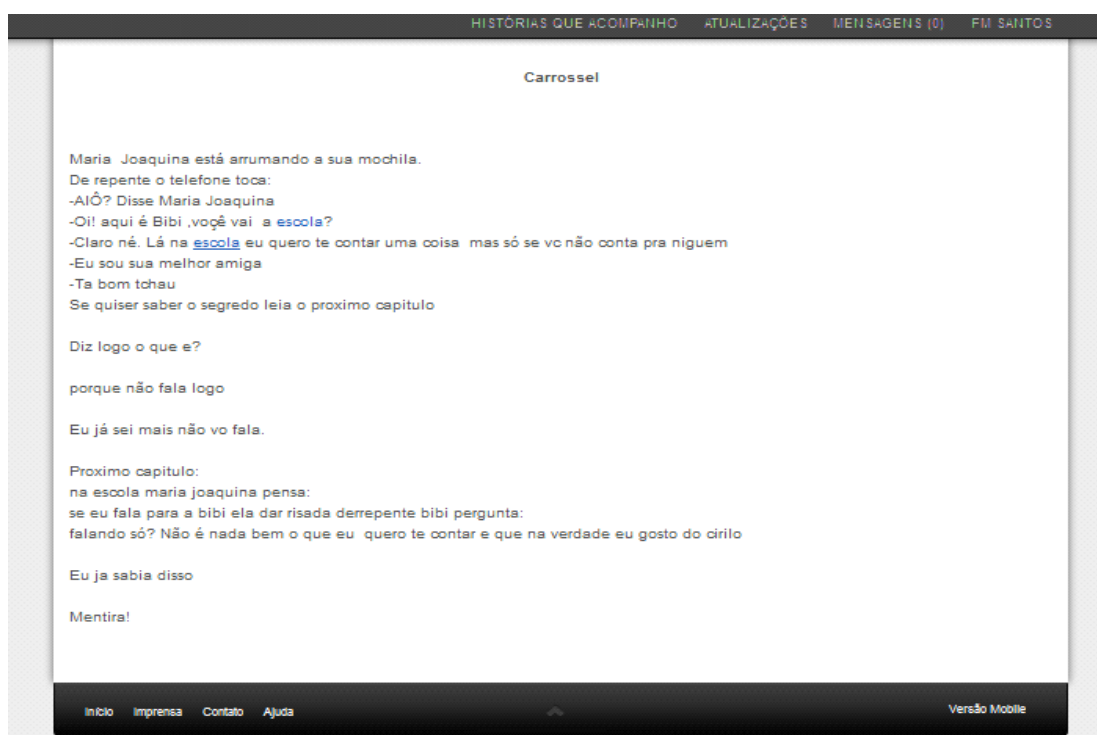 HISTÓRIAS QUE ACOMPANHO ATUALIZAÇÕES MENSAGENS (0) FM SANTOS
Carrossel
Maria Joaquina está arrumando a sua mochila.
De repente o telefone toca:
-AlÔ? Disse Maria Joaquina
-Oi! aqui é Bibi ,voçê vai a escola?
-Claro né. Lá na escola eu quero te contar uma coisa mas só se vc não conta pra niguem
-Eu sou sua melhor amiga
-Ta bom tchau
Se quiser saber o segredo leia o proximo capitulo
Diz logo o que e?
porque não fala logo
Eu já sei mais não vo fala.
Proximo capitulo:
na escola maria joaquina pensa:
se eu fala para a bibi ela dar risada derrepente bibi pergunta:
falando só? Não é nada bem o que eu quero te contar e que na verdade eu gosto do cirilo
Eu ja sabia disso
Mentira!
Início Imprensa Contato Ajuda Versão Mobile